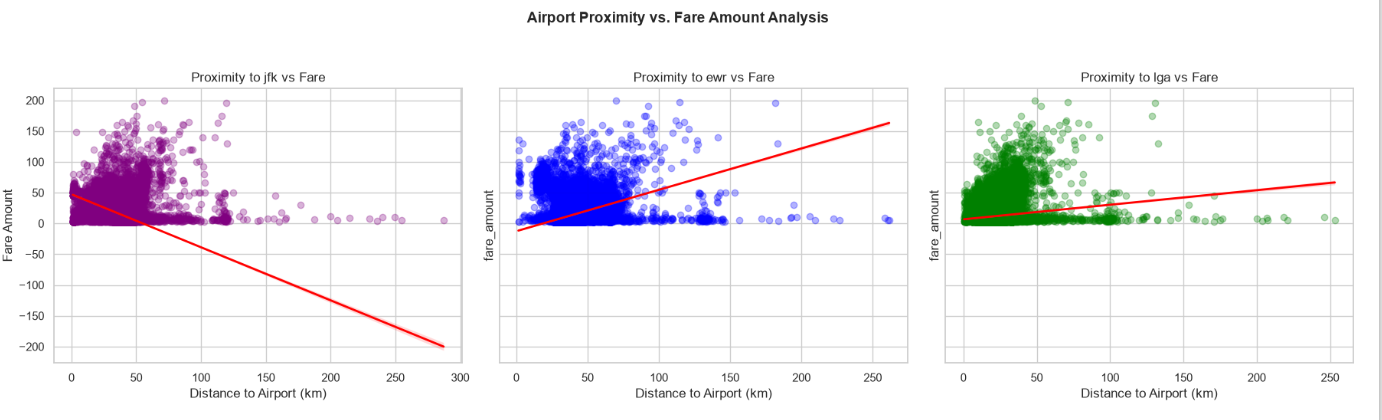 Airport Proximity vs. Fare Amount Analysis
Proximity to jfk vs Fare
Fare Amount
200
150
100
50
0
−50
−100
−150
−200
0 50 100 150 200 250 300
Distance to Airport (km)
Proximity to ewr vs Fare
fare_amount
0 50 100 150 200 250
Distance to Airport (km)
Proximity to lga vs Fare
fare_amount
0 50 100 150 200 250
Distance to Airport (km)